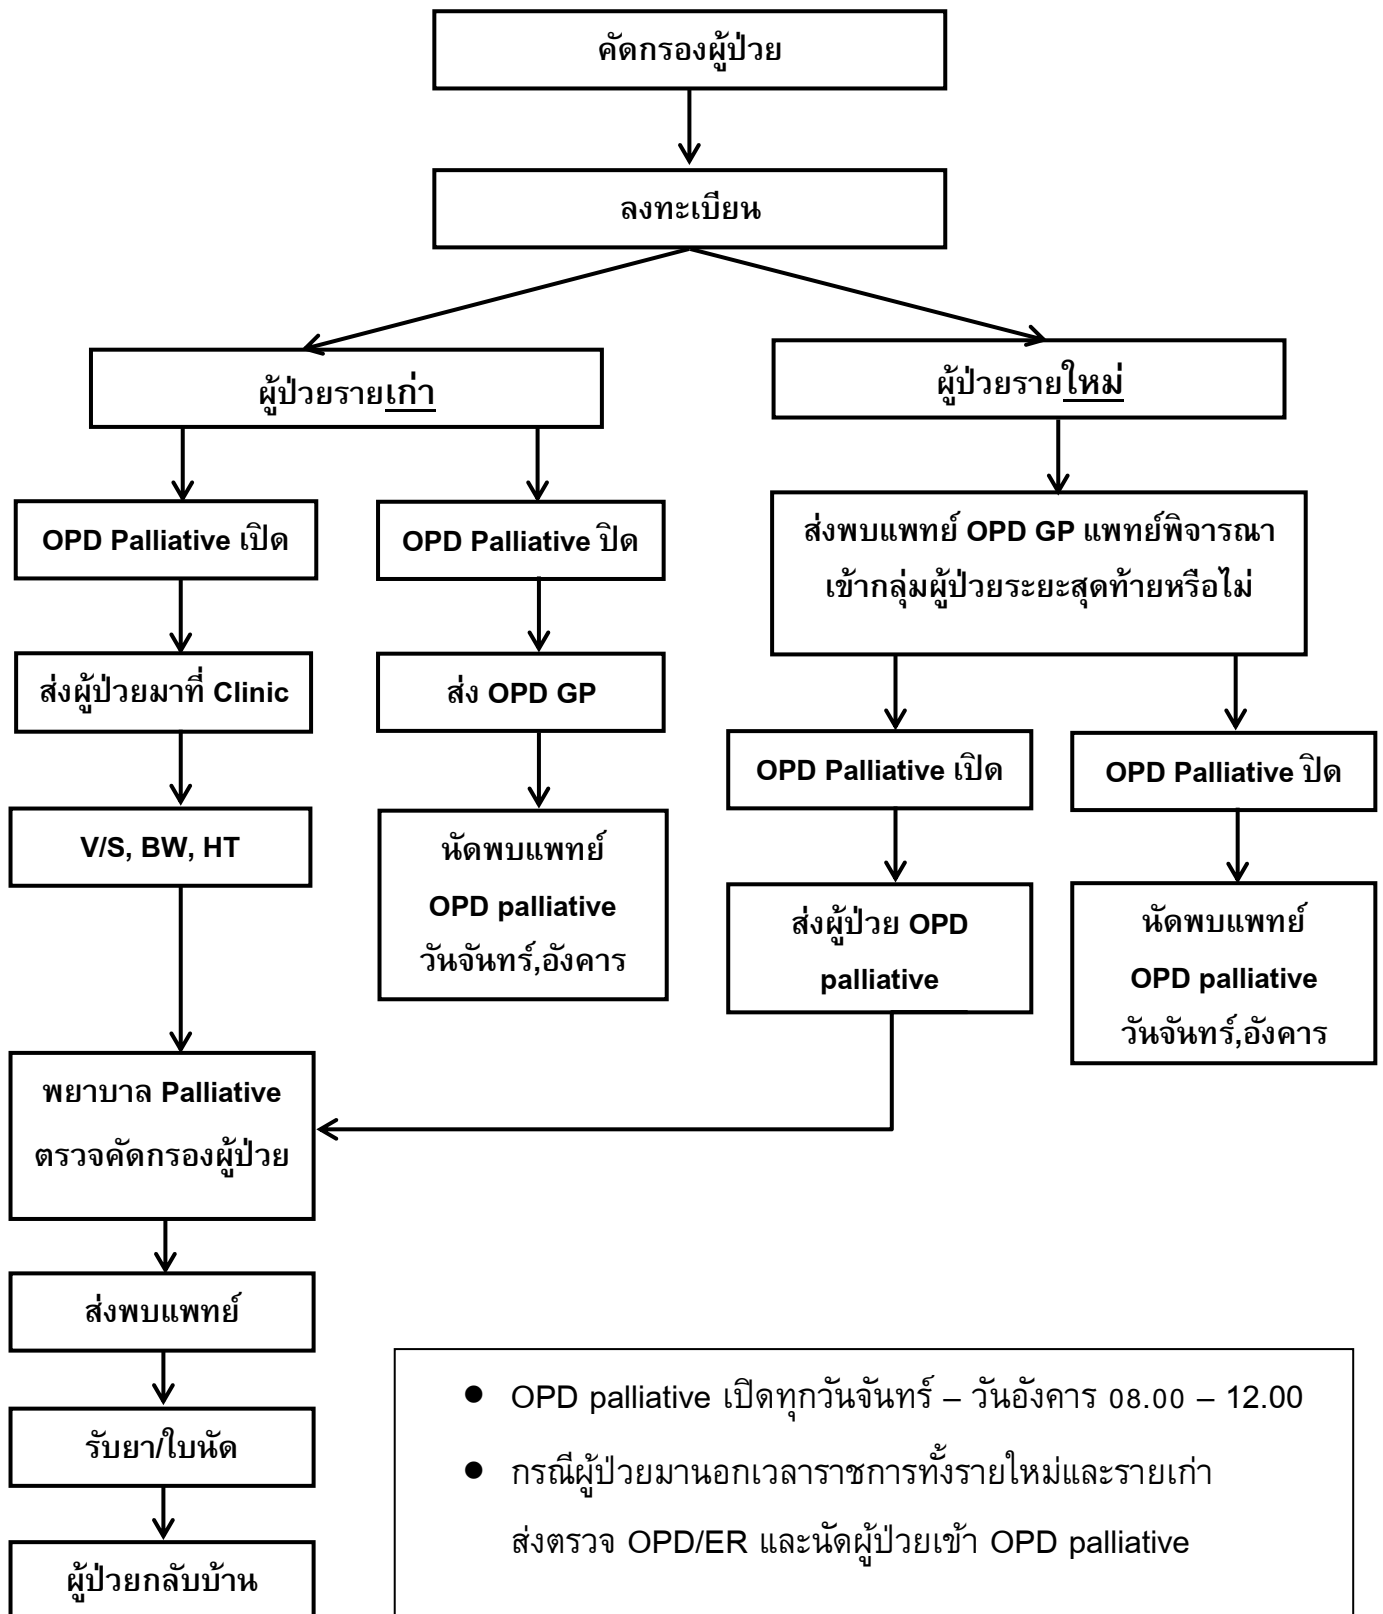 คัดกรองผู้ป่วย
ลงทะเบียน
ผู้ป่วยรายเก่า
ผู้ป่วยรายใหม่
OPD Palliative เปิด
OPD Palliative ปิด
ส่งพบแพทย์ OPD GP แพทย์พิจารณา
เข้ากลุ่มผู้ป่วยระยะสุดท้ายหรือไม่
ส่งผู้ป่วยมาที่ Clinic
ส่ง OPD GP
OPD Palliative เปิด
OPD Palliative ปิด
V/S, BW, HT
นัดพบแพทย์
OPD palliative
วันจันทร์,อังคาร
ส่งผู้ป่วย OPD
palliative
นัดพบแพทย์
OPD palliative
วันจันทร์,อังคาร
พยาบาล Palliative
ตรวจคัดกรองผู้ป่วย
ส่งพบแพทย์
รับยา/ใบนัด
ผู้ป่วยกลับบ้าน
● OPD palliative เปิดทุกวันจันทร์ – วันอังคาร 08.00 – 12.00
● กรณีผู้ป่วยมานอกเวลาราชการทั้งรายใหม่และรายเก่า
ส่งตรวจ OPD/ER และนัดผู้ป่วยเข้า OPD palliative